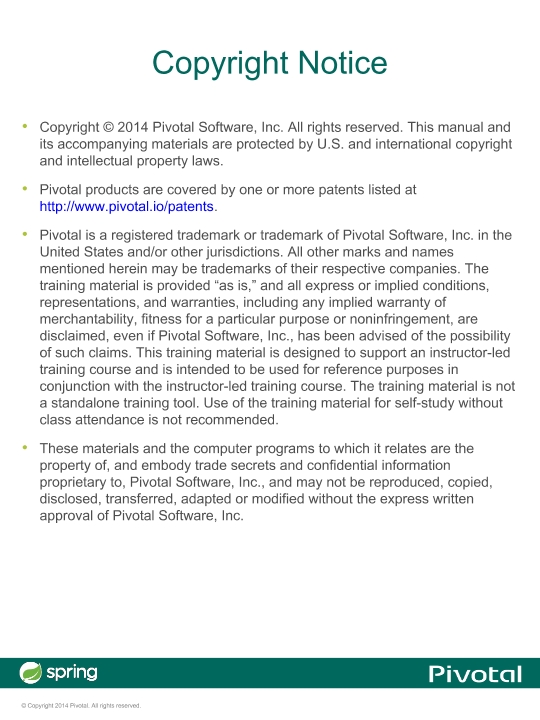 Copyright Notice
• Copyright © 2014 Pivotal Software, Inc. All rights reserved. This manual and
its accompanying materials are protected by U.S. and international copyright
and intellectual property laws.
• Pivotal products are covered by one or more patents listed at
http://www.pivotal.io/patents.
• Pivotal is a registered trademark or trademark of Pivotal Software, Inc. in the
United States and/or other jurisdictions. All other marks and names
mentioned herein may be trademarks of their respective companies. The
training material is provided “as is,” and all express or implied conditions,
representations, and warranties, including any implied warranty of
merchantability, fitness for a particular purpose or noninfringement, are
disclaimed, even if Pivotal Software, Inc., has been advised of the possibility
of such claims. This training material is designed to support an instructor-led
training course and is intended to be used for reference purposes in
conjunction with the instructor-led training course. The training material is not
a standalone training tool. Use of the training material for self-study without
class attendance is not recommended.
• These materials and the computer programs to which it relates are the
property of, and embody trade secrets and confidential information
proprietary to, Pivotal Software, Inc., and may not be reproduced, copied,
disclosed, transferred, adapted or modified without the express written
approval of Pivotal Software, Inc.
spring
Pivotal
© Copyright 2014 Pivotal. All rights reserved.